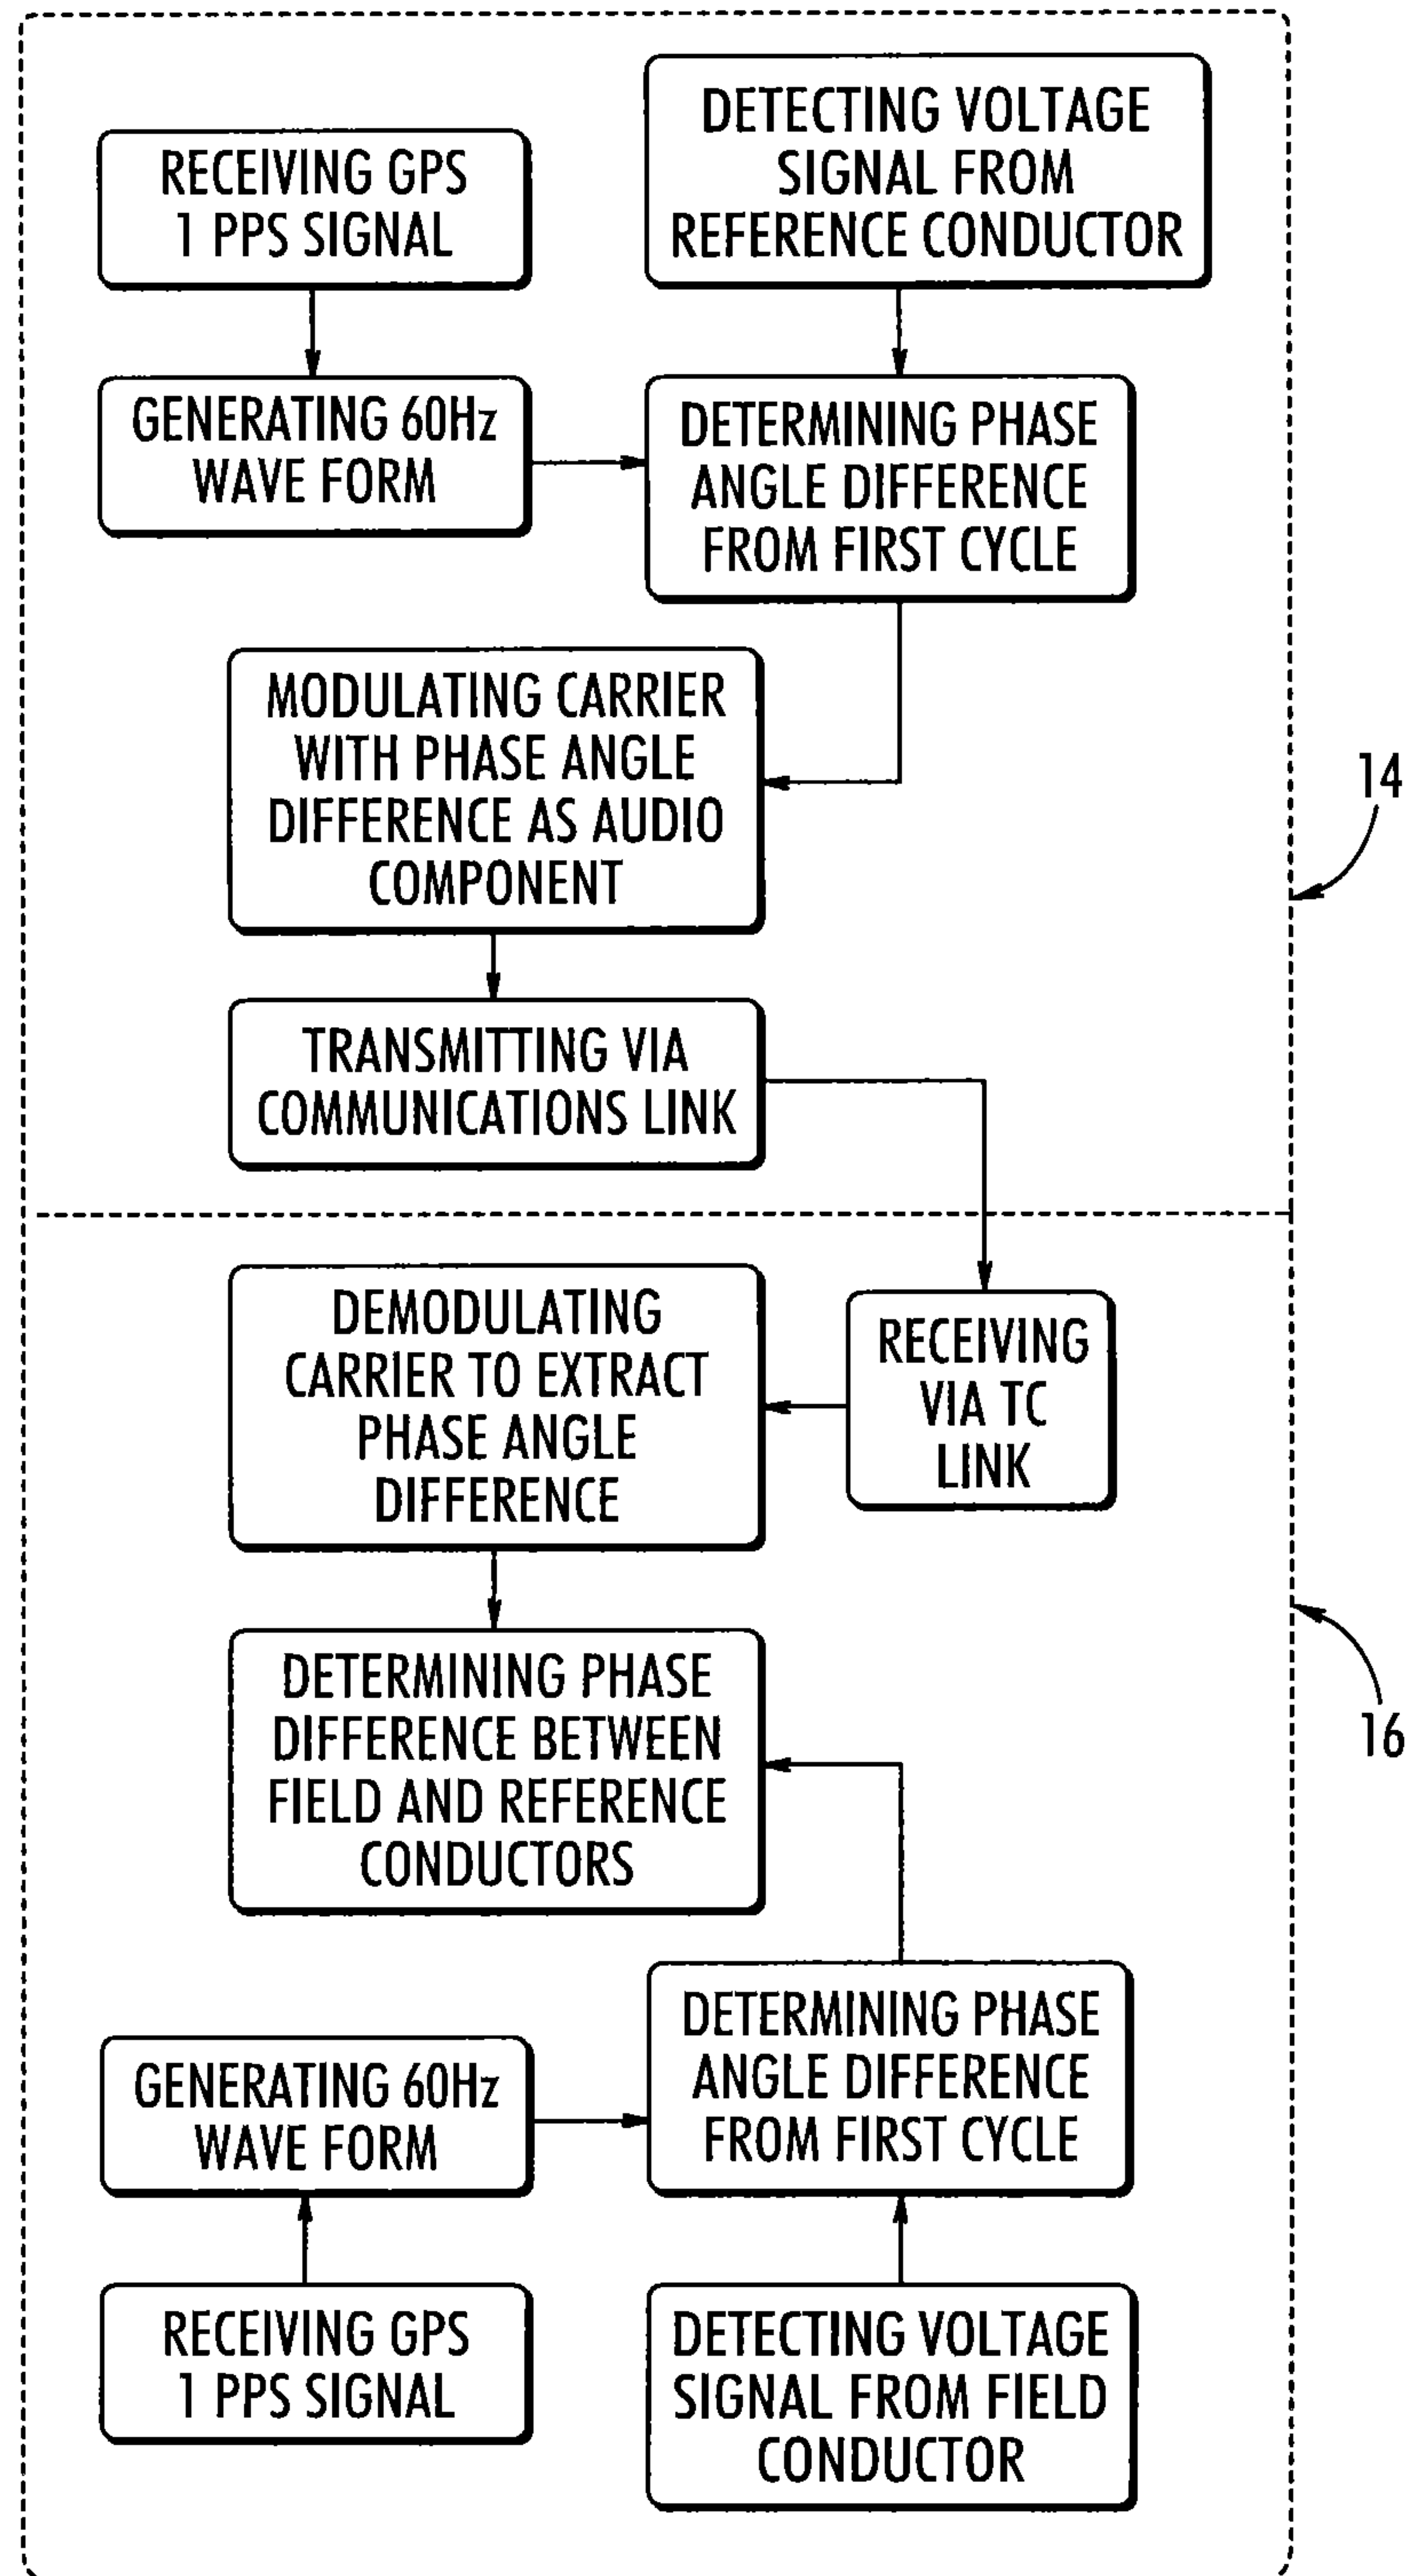 RECEIVING GPS
1 PPS SIGNAL
DETECTING VOLTAGE
SIGNAL FROM
REFERENCE CONDUCTOR
GENERATING 60Hz
WAVE FORM
DETERMINING PHASE
ANGLE DIFFERENCE
FROM FIRST CYCLE
MODULATING CARRIER
WITH PHASE ANGLE
DIFFERENCE AS AUDIO
COMPONENT
14
TRANSMITTING VIA
COMMUNICATIONS LINK
DEMODULATING
CARRIER TO EXTRACT
PHASE ANGLE
DIFFERENCE
RECEIVING
VIA TC
LINK
DETERMINING PHASE
DIFFERENCE BETWEEN
FIELD AND REFERENCE
CONDUCTORS
16
GENERATING 60Hz
WAVE FORM
DETERMINING PHASE
ANGLE DIFFERENCE
FROM FIRST CYCLE
RECEIVING GPS
1 PPS SIGNAL
DETECTING VOLTAGE
SIGNAL FROM FIELD
CONDUCTOR